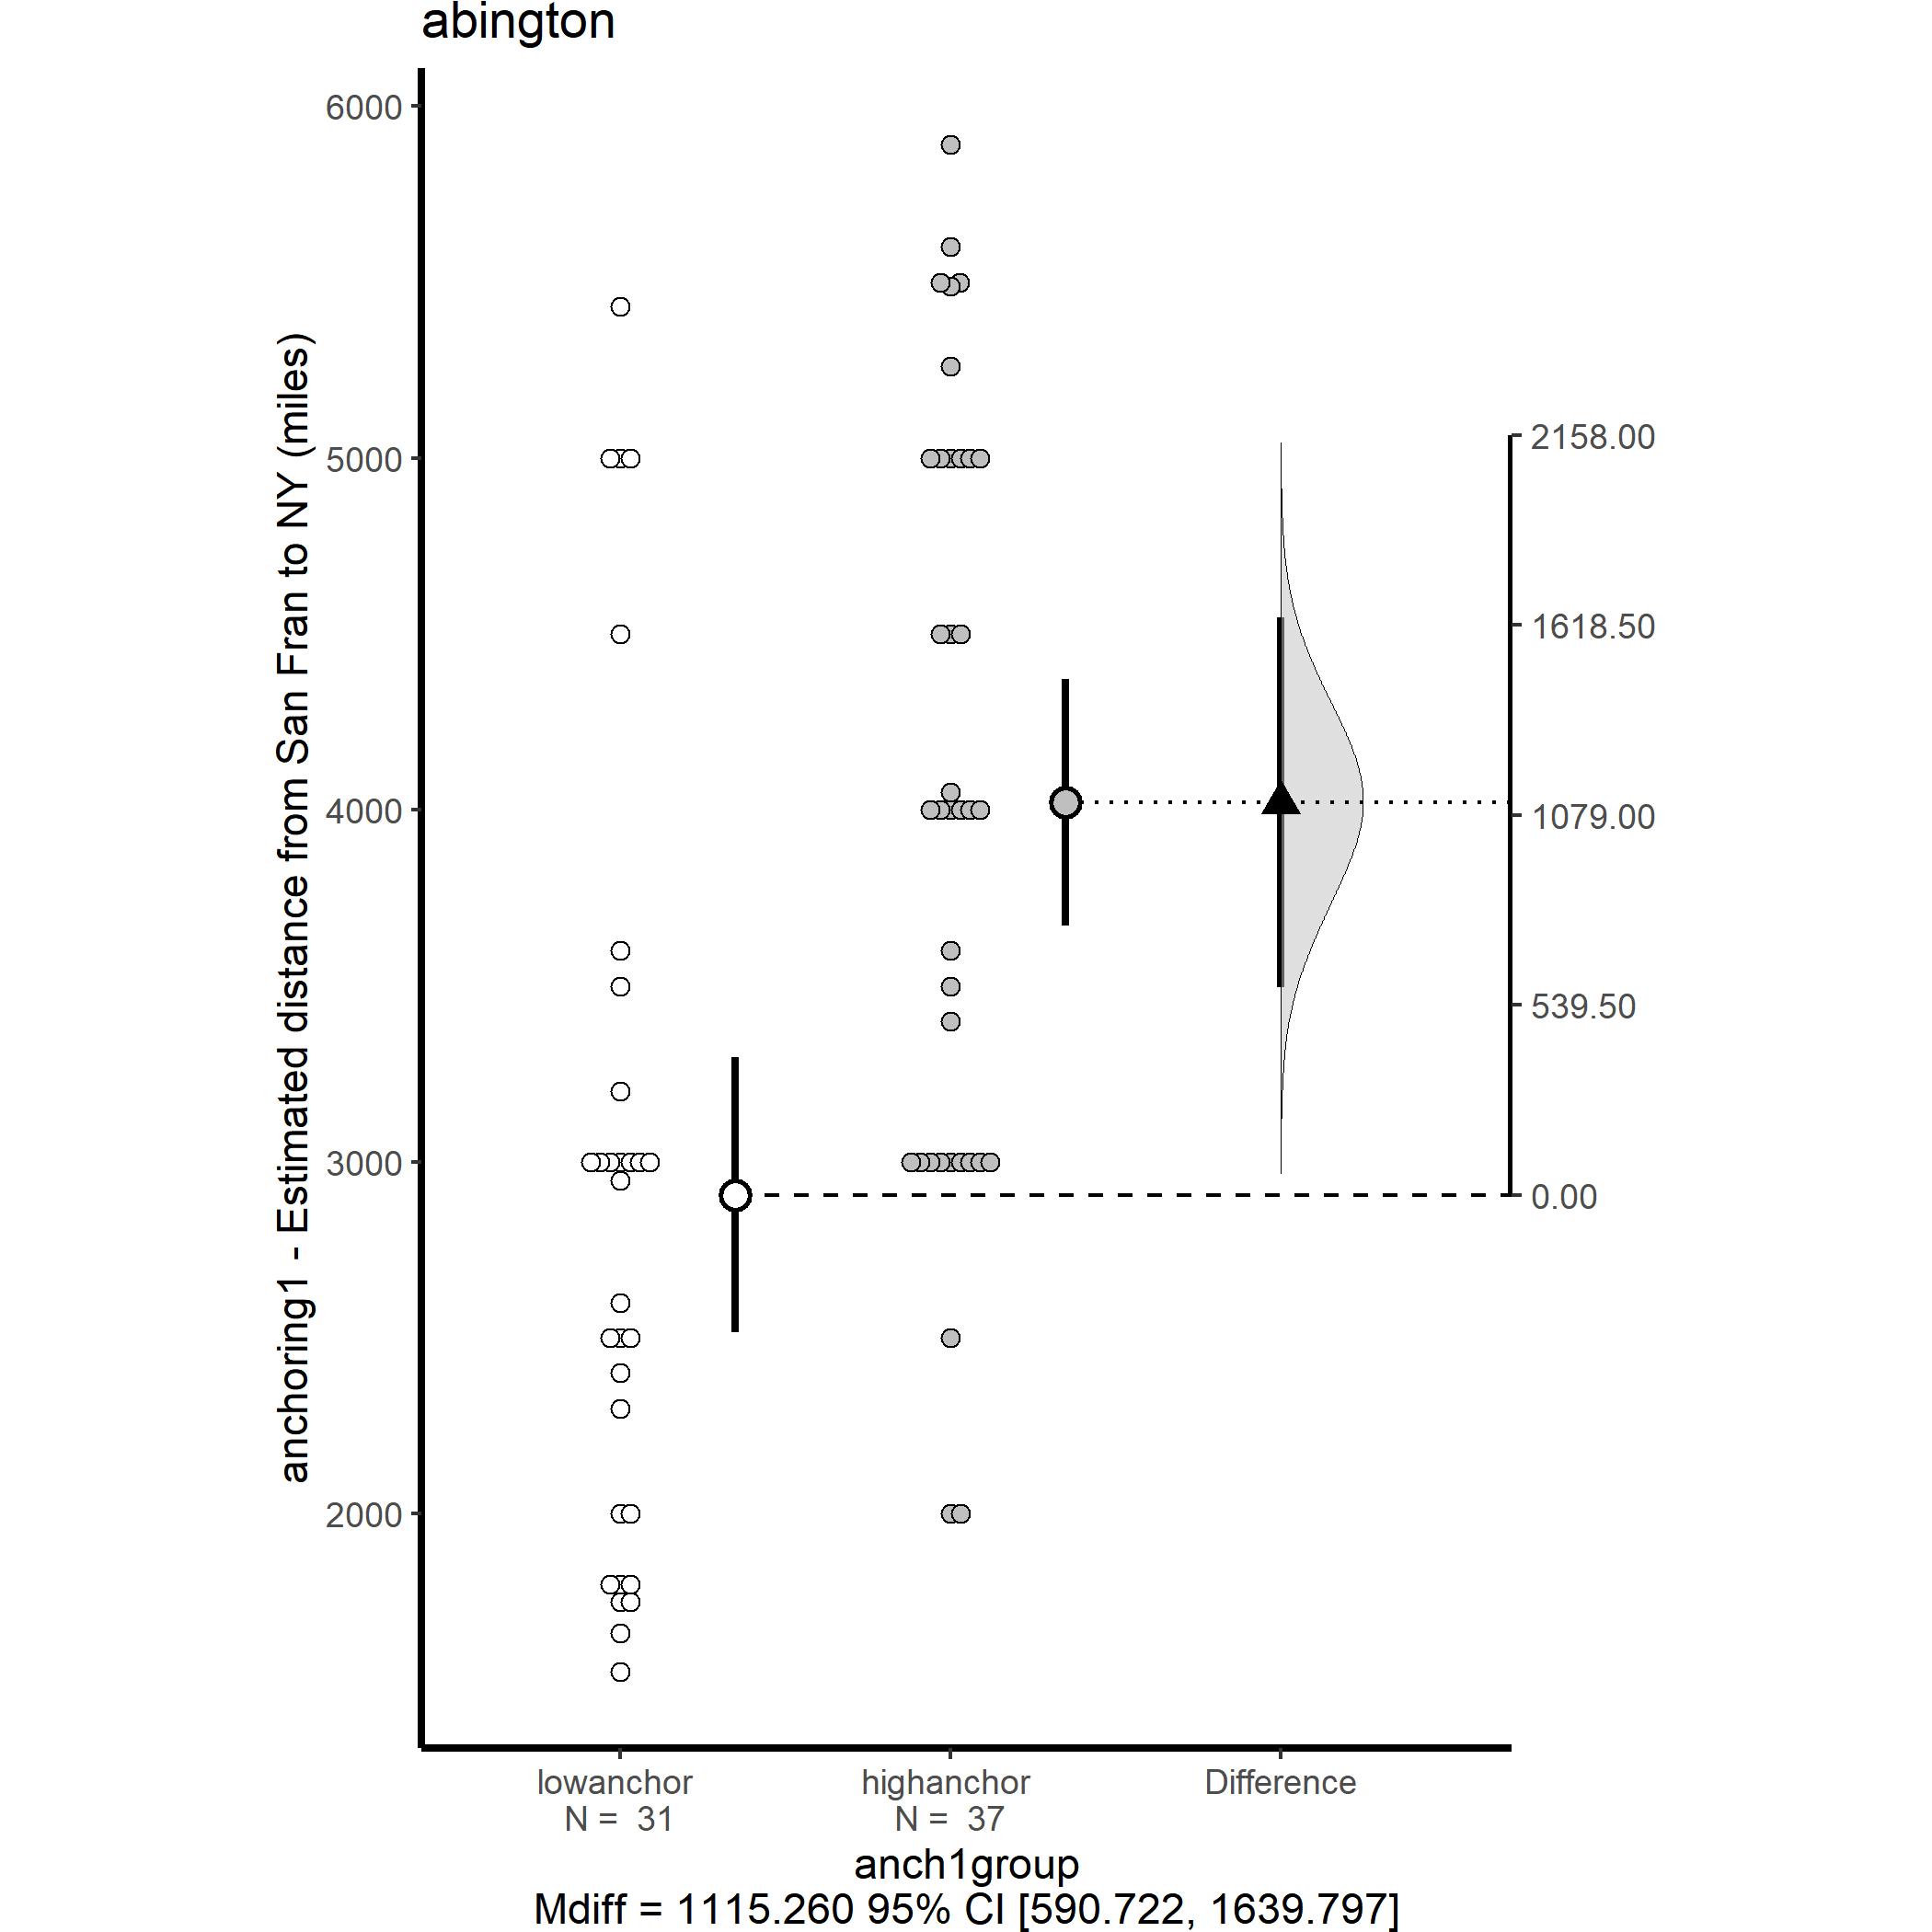 abington
anchoring1 - Estimated distance from San Fran to NY (miles)
6000
5000
4000
3000
2000
2158.00
1618.50
1079.00
539.50
0.00
lowanchor
N =  31
highanchor
N =  37
Difference
anch1group
Mdiff = 1115.260 95% CI [590.722, 1639.797]